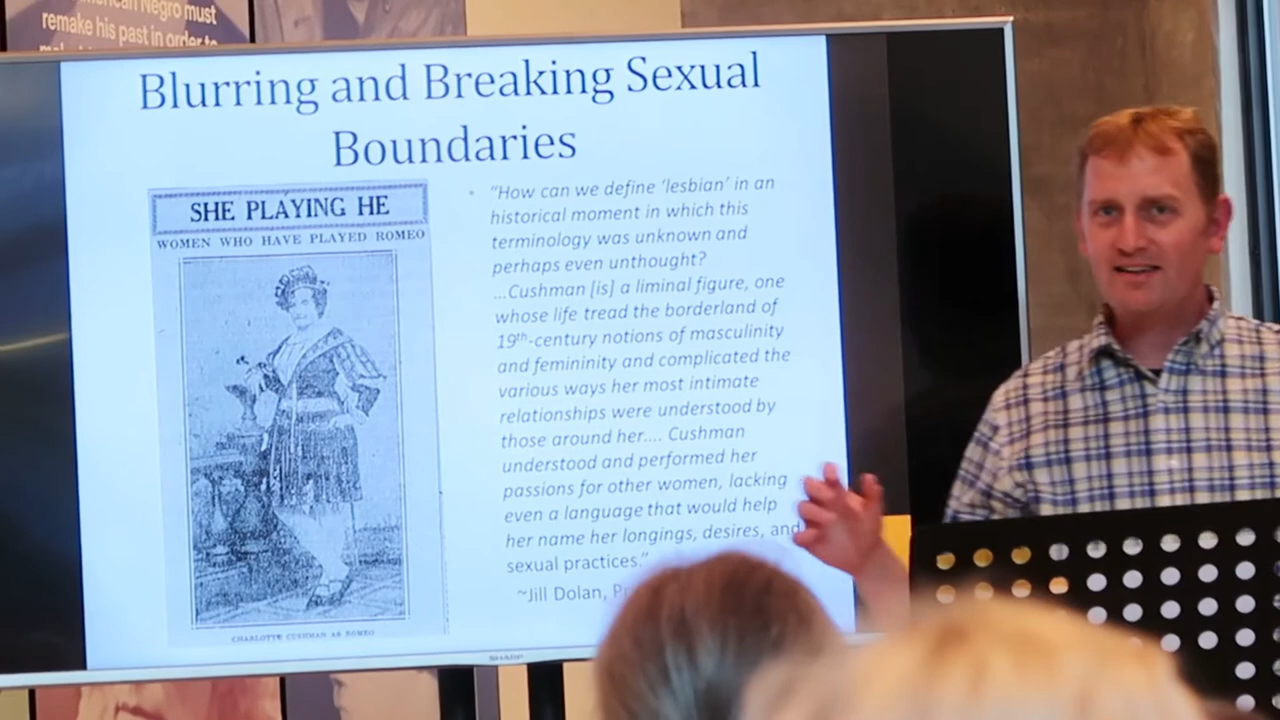 American Negro must
remake his past in order to
Blurring and Breaking Sexual
Boundaries
SHE PLAYING HE
WOMEN WHO HAVE PLAYED ROMEO
CHARLOTTE CUSHMAN AS ROMEO
• “How can we define ‘lesbian’ in an
historical moment in which this
terminology was unknown and
perhaps even unthought?
...Cushman [is] a liminal figure, one
whose life tread the borderland of
19th-century notions of masculinity
and femininity and complicated the
various ways her most intimate
relationships were understood by
those around her.... Cushman
understood and performed her
passions for other women, lacking
even a language that would help
her name her longings, desires, and
sexual practices.”
~Jill Dolan,
SHARP